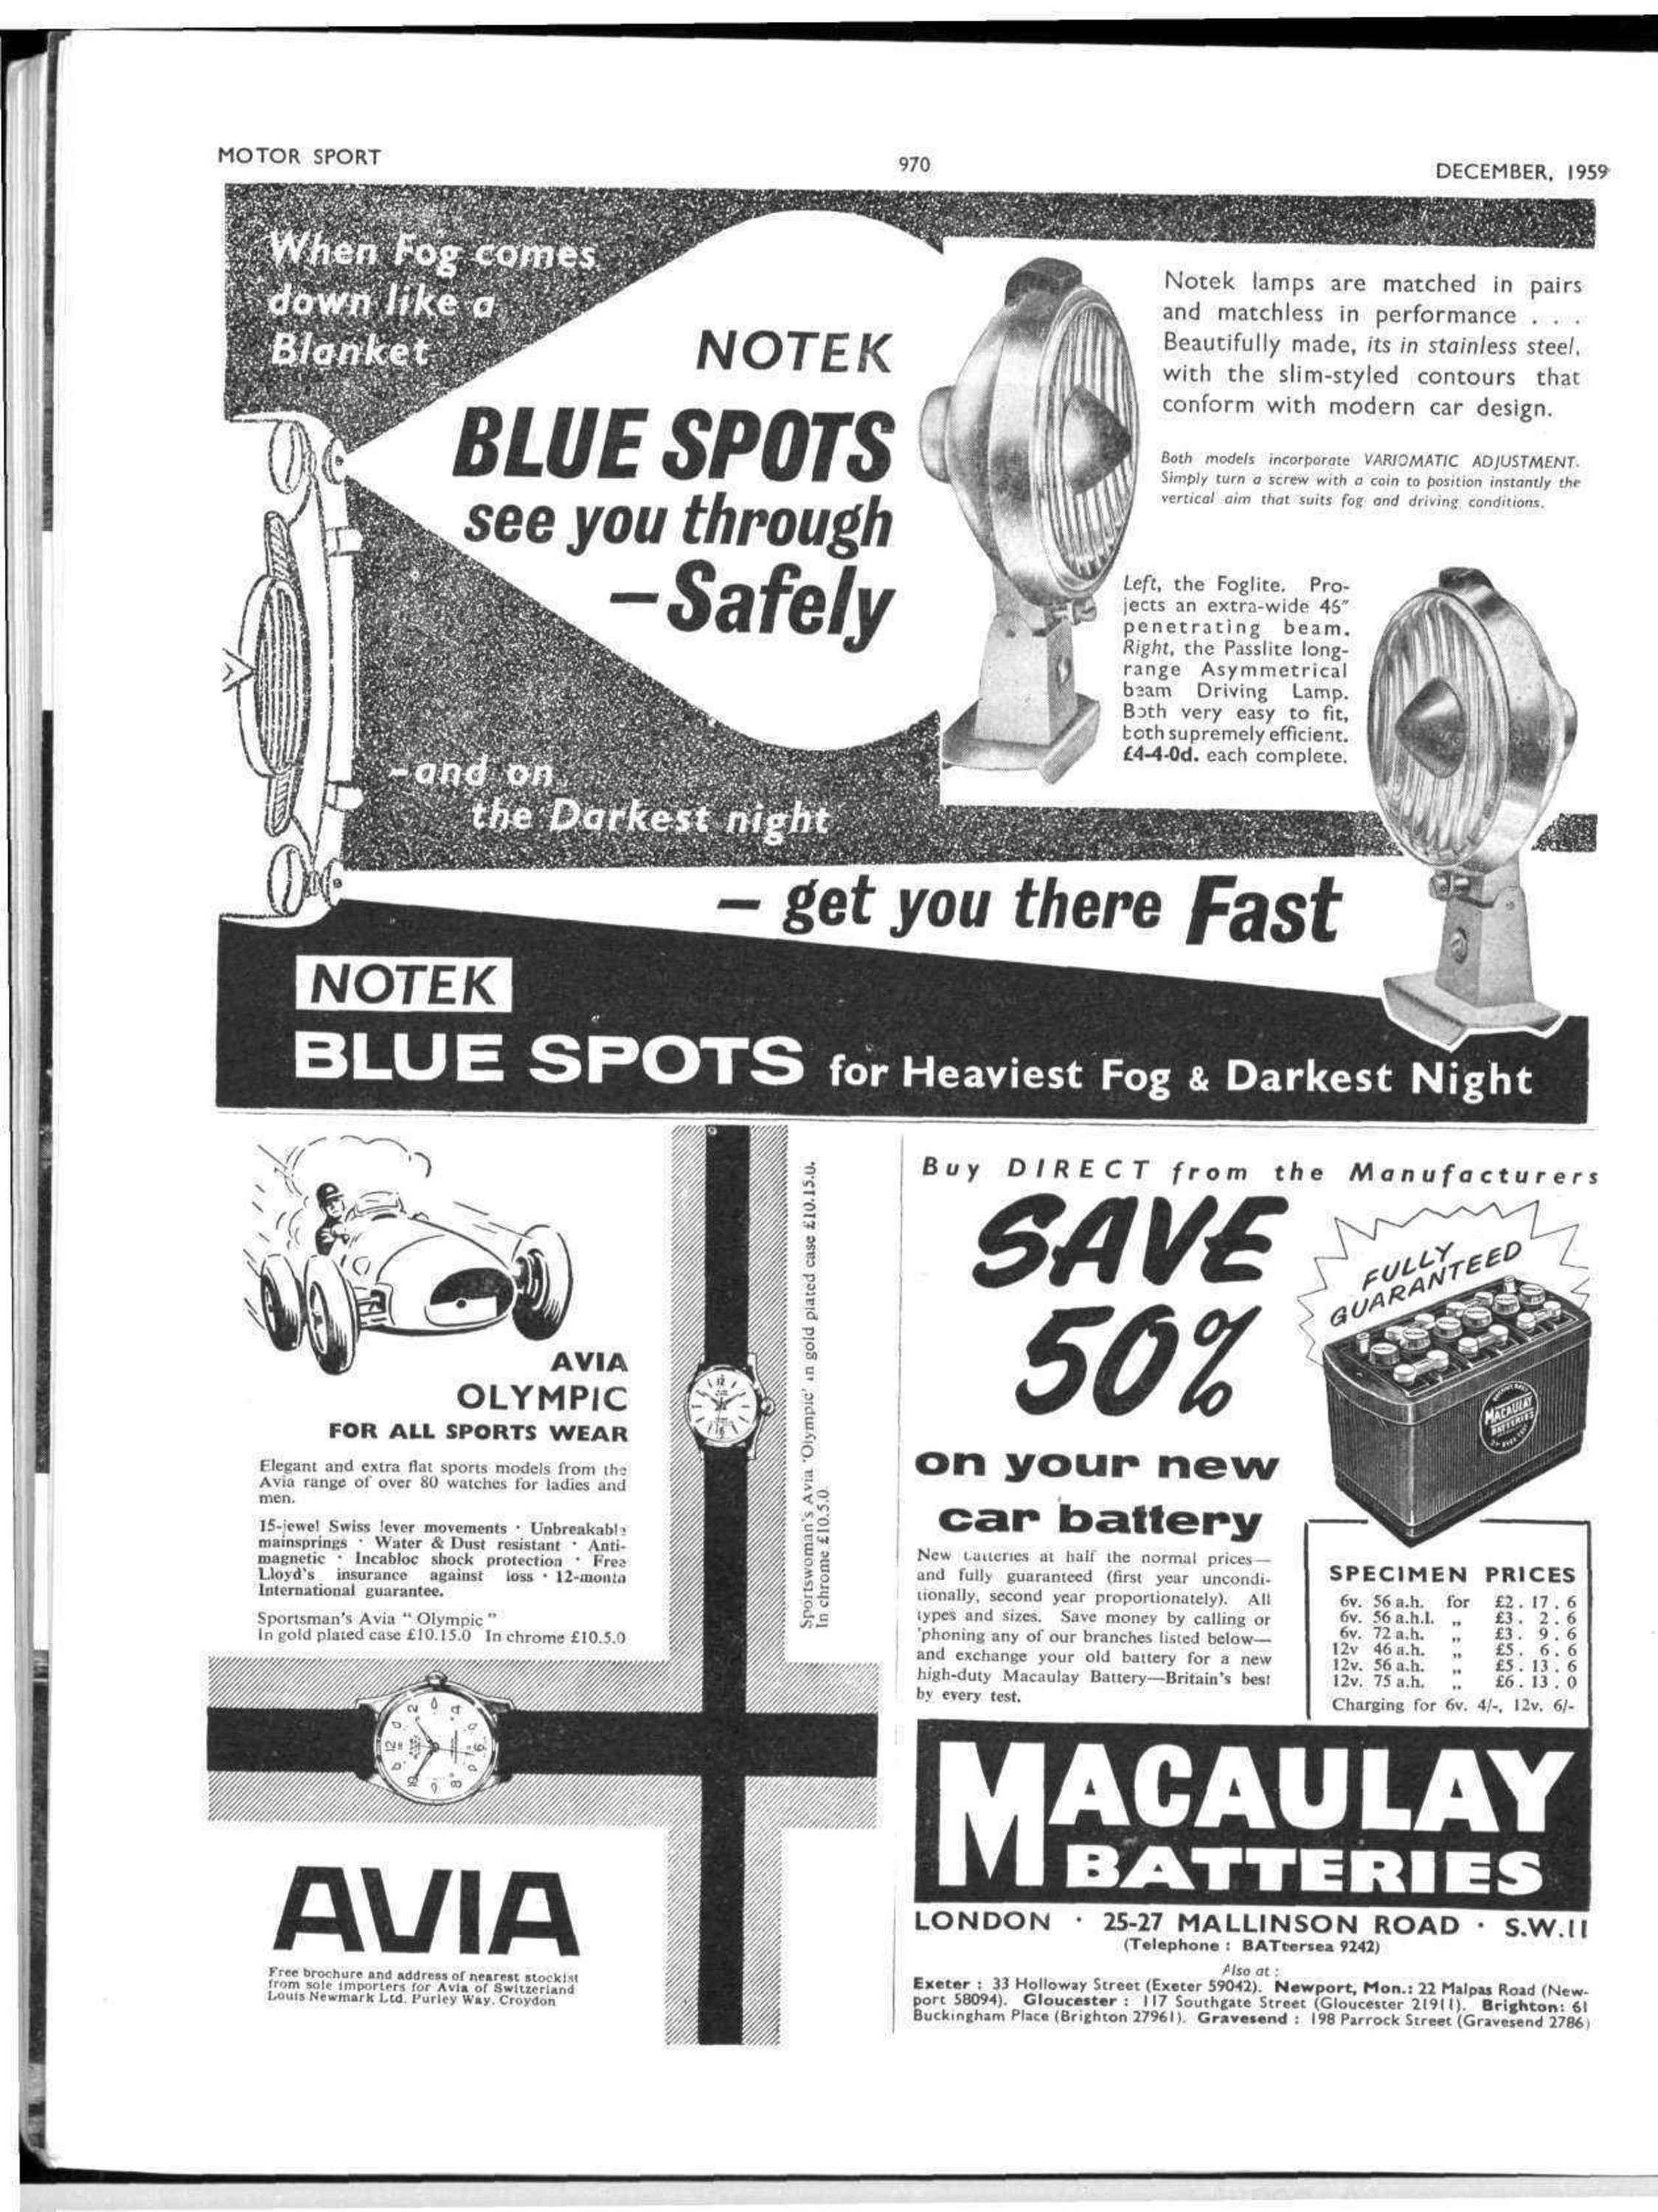 MOTOR SPORT
970
DECEMBER, 1959
When Fog comes
down like a
Blanket
NOTEK
BLUE SPOTS
see you through
—Safely
Notek lamps are matched in pairs
and matchless in performance . . .
Beautifully made, its in stainless steel,
with the slim-styled contours that
conform with modern car design.
Both models incorporate VARIOMATIC ADJUSTMENT.
Simply turn a screw with a coin to position instantly the
vertical aim that suits fog and driving conditions.
Left, the Foglite. Pro-
jects an extra-wide 46"
penetrating beam.
Right, the Passlite long-
range Asymmetrical
beam Driving Lamp.
Both very easy to fit,
both supremely efficient.
£4-4-0d. each complete.
-and on
the Darkest night
— get you there Fast
NOTEK
BLUE SPOTS for Heaviest Fog & Darkest Night
AVIA
OLYMPIC
FOR ALL SPORTS WEAR
Elegant and extra flat sports models from the
Avia range of over 80 watches for ladies and
men.
15-jewel Swiss lever movements · Unbreakable
mainsprings · Water & Dust resistant · Anti-
magnetic · Incabloc shock protection · Free
Lloyd's insurance against loss · 12-month
International guarantee.
Sportsman's Avia " Olympic "
In gold plated case £10.15.0 In chrome £10.5.0
Sportswoman's Avia 'Olympic' in gold plated case £10.15.0.
In chrome £10.5.0.
AVIA
Free brochure and address of nearest stockist
from sole importers for Avia of Switzerland
Louis Newmark Ltd. Purley Way, Croydon
Buy DIRECT from the Manufacturers
SAVE
50%
FULLY
GUARANTEED
MACAULAY
BATTERIES
on your new
car battery
New batteries at half the normal prices—
and fully guaranteed (first year uncondi-
tionally, second year proportionately). All
types and sizes. Save money by calling or
'phoning any of our branches listed below—
and exchange your old battery for a new
high-duty Macaulay Battery—Britain's best
by every test.
SPECIMEN PRICES
6v. 56 a.h. for £2 . 17 . 6
6v. 56 a.h.l. ,, £3 . 2 . 6
6v. 72 a.h. ,, £3 . 9 . 6
12v 46 a.h. ,, £5 . 6 . 6
12v. 56 a.h. ,, £5 . 13 . 6
12v. 75 a.h. ,, £6 . 13 . 0
Charging for 6v. 4/-, 12v. 6/-
MACAULAY
BATTERIES
LONDON · 25-27 MALLINSON ROAD · S.W.11
(Telephone : BATtersea 9242)
Also at :
Exeter : 33 Holloway Street (Exeter 59042). Newport, Mon.: 22 Malpas Road (New-
port 58094). Gloucester : 117 Southgate Street (Gloucester 21911). Brighton: 61
Buckingham Place (Brighton 27961). Gravesend : 198 Parrock Street (Gravesend 2786)